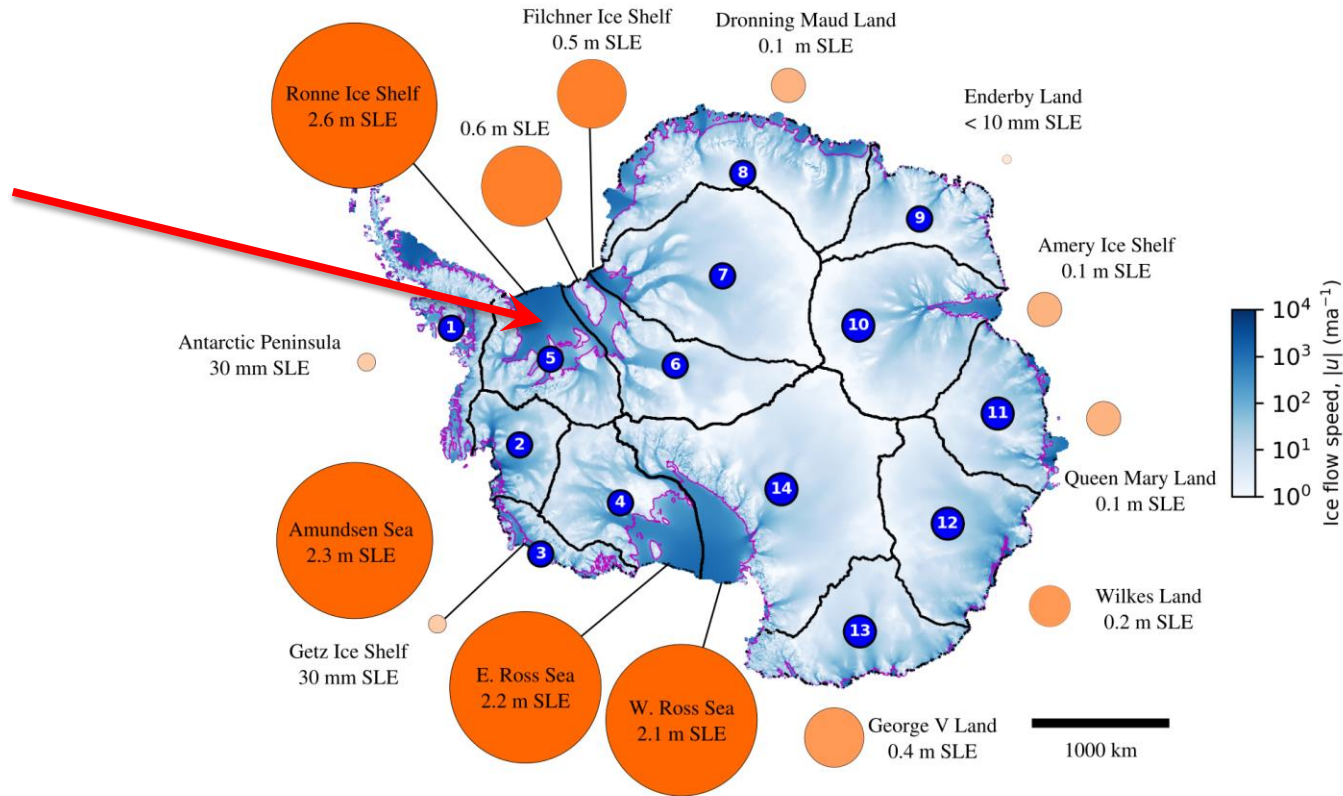 Filchner Ice Shelf
0.5 m SLE
Dronning Maud Land
0.1 m SLE
Ronne Ice Shelf
2.6 m SLE
0.6 m SLE
Enderby Land
< 10 mm SLE
8
9
Amery Ice Shelf
0.1 m SLE
7
10
1
Antarctic Peninsula
30 mm SLE
5
6
11
2
Queen Mary Land
0.1 m SLE
14
4
12
Amundsen Sea
2.3 m SLE
3
Wilkes Land
0.2 m SLE
13
Getz Ice Shelf
30 mm SLE
E. Ross Sea
2.2 m SLE
W. Ross Sea
2.1 m SLE
George V Land
0.4 m SLE
1000 km
10⁴
10³
10²
10¹
10⁰
Ice flow speed, |u| (ma⁻¹)